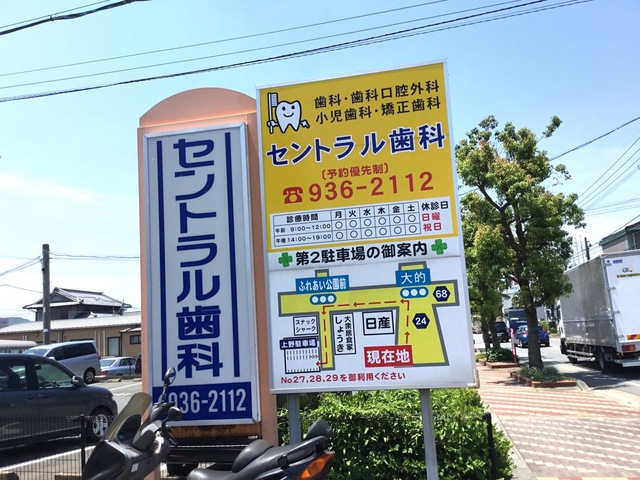 セントラル歯科
936-2112
歯科・歯科口腔外科
小児歯科・矯正歯科
セントラル歯科
〔予約優先制〕
☎936-2112
診療時間 月 火 水 木 金 土 休診日
午前 9:00〜12:00 ○ ○ ○ ○ ○ ○ 日曜
午後 14:00〜19:00 ○ ○ ○ ○ ○ ○ 祝日
第2駐車場の御案内
ふれあい公園前
大的
68
スナック
シャーク
大衆居食家
しょうき
日産
24
上野駐車場
現在地
No27,28,29を御利用ください